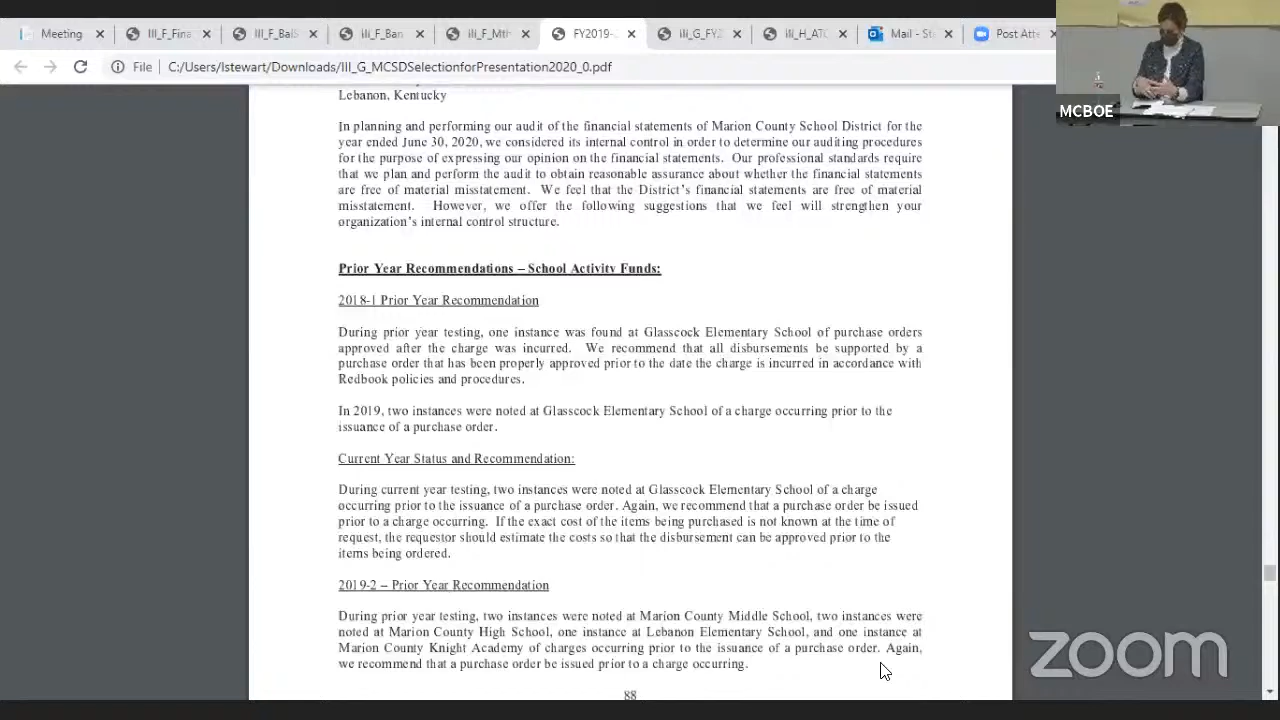 Meeting
III_F_Fina
III_F_BalS
iii_F_Ban
iii_F_Mth
FY2019-
iii_G_FY2
iii_H_ATC
Mail - St
Post Atte
File
C:/Users/lstewart/Downloads/III_G_MCSDSelectionforPresentation2020_0.pdf
MCBOE
Lebanon, Kentucky
In planning and performing our audit of the financial statements of Marion County School District for the
year ended June 30, 2020, we considered its internal control in order to determine our auditing procedures
for the purpose of expressing our opinion on the financial statements. Our professional standards require
that we plan and perform the audit to obtain reasonable assurance about whether the financial statements
are free of material misstatement. We feel that the District's financial statements are free of material
misstatement. However, we offer the following suggestions that we feel will strengthen your
organization's internal control structure.
Prior Year Recommendations – School Activity Funds:
2018-1 Prior Year Recommendation
During prior year testing, one instance was found at Glasscock Elementary School of purchase orders
approved after the charge was incurred. We recommend that all disbursements be supported by a
purchase order that has been properly approved prior to the date the charge is incurred in accordance with
Redbook policies and procedures.
In 2019, two instances were noted at Glasscock Elementary School of a charge occurring prior to the
issuance of a purchase order.
Current Year Status and Recommendation:
During current year testing, two instances were noted at Glasscock Elementary School of a charge
occurring prior to the issuance of a purchase order. Again, we recommend that a purchase order be issued
prior to a charge occurring. If the exact cost of the items being purchased is not known at the time of
request, the requestor should estimate the costs so that the disbursement can be approved prior to the
items being ordered.
2019-2 – Prior Year Recommendation
During prior year testing, two instances were noted at Marion County Middle School, two instances were
noted at Marion County High School, one instance at Lebanon Elementary School, and one instance at
Marion County Knight Academy of charges occurring prior to the issuance of a purchase order. Again,
we recommend that a purchase order be issued prior to a charge occurring.
88
zoom